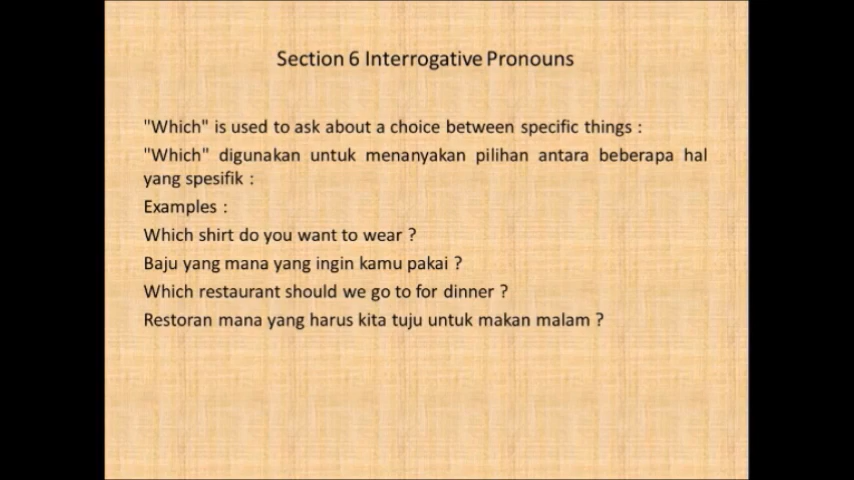 Section 6 Interrogative Pronouns
"Which" is used to ask about a choice between specific things :
"Which" digunakan untuk menanyakan pilihan antara beberapa hal
yang spesifik :
Examples :
Which shirt do you want to wear ?
Baju yang mana yang ingin kamu pakai ?
Which restaurant should we go to for dinner ?
Restoran mana yang harus kita tuju untuk makan malam ?